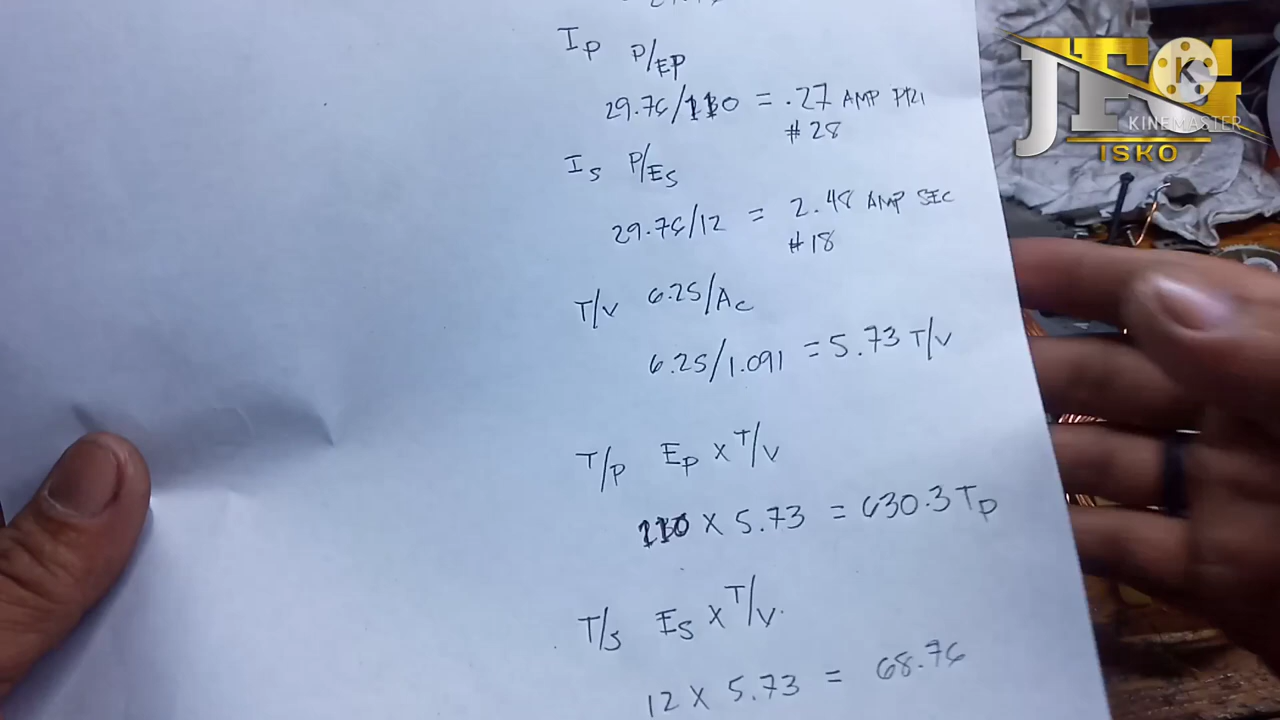 IP P/EP
29.76/110 = .27 AMP PRI
#28
IS P/ES
29.76/12 = 2.48 AMP SEC
#18
T/V 6.25/AC
6.25/1.091 = 5.73 T/V
T/P EP X T/V
110 X 5.73 = 630.3 TP
T/S ES X T/V.
12 X 5.73 = 68.76
JFG
K
KINEMASTER
ISKO